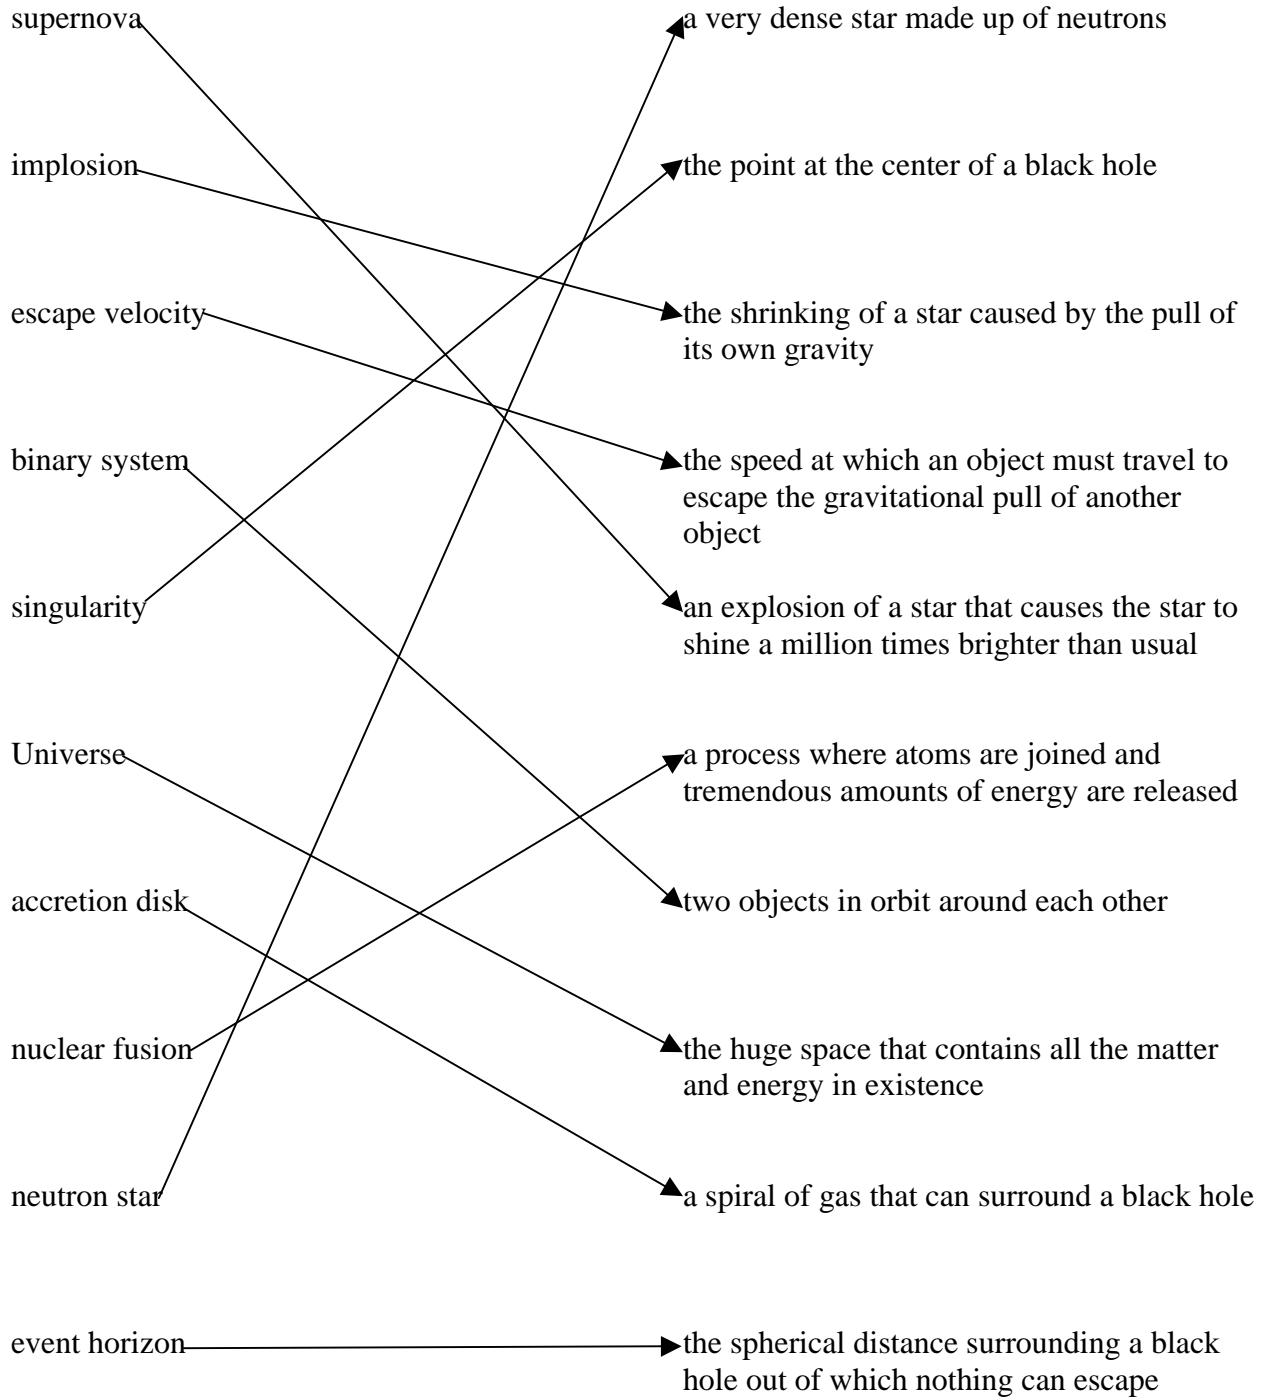 supernova
a very dense star made up of neutrons
implosion
the point at the center of a black hole
escape velocity
the shrinking of a star caused by the pull of
its own gravity
binary system
the speed at which an object must travel to
escape the gravitational pull of another
object
singularity
an explosion of a star that causes the star to
shine a million times brighter than usual
Universe
a process where atoms are joined and
tremendous amounts of energy are released
accretion disk
two objects in orbit around each other
nuclear fusion
the huge space that contains all the matter
and energy in existence
neutron star
a spiral of gas that can surround a black hole
event horizon
the spherical distance surrounding a black
hole out of which nothing can escape